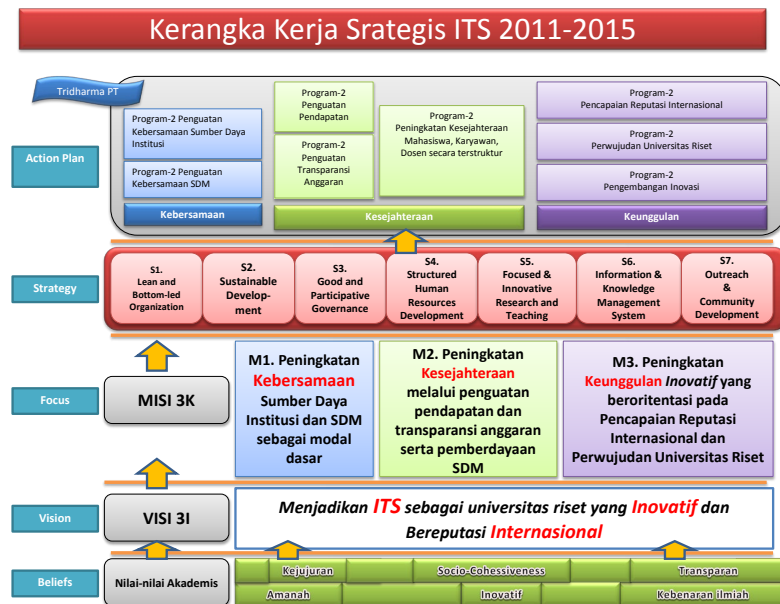 Kerangka Kerja Srategis ITS 2011-2015
Tridharma PT
Action Plan
Program-2 Penguatan
Kebersamaan Sumber Daya
Institusi
Program-2 Penguatan
Kebersamaan SDM
Kebersamaan
Program-2
Penguatan
Pendapatan
Program-2
Penguatan
Transparansi
Anggaran
Program-2
Peningkatan Kesejahteraan
Mahasiswa, Karyawan,
Dosen secara terstruktur
Kesejahteraan
Program-2
Pencapaian Reputasi Internasional
Program-2
Perwujudan Universitas Riset
Program-2
Pengembangan Inovasi
Keunggulan
Strategy
S1.
Lean and
Bottom-led
Organization
S2.
Sustainable
Develop-
ment
S3.
Good and
Participative
Governance
S4.
Structured
Human
Resources
Development
S5.
Focused &
Innovative
Research and
Teaching
S6.
Information &
Knowledge
Management
System
S7.
Outreach
&
Community
Development
Focus
MISI 3K
M1. Peningkatan
Kebersamaan
Sumber Daya
Institusi dan SDM
sebagai modal
dasar
M2. Peningkatan
Kesejahteraan
melalui penguatan
pendapatan dan
transparansi anggaran
serta pemberdayaan
SDM
M3. Peningkatan
Keunggulan Inovatif yang
beroritentasi pada
Pencapaian Reputasi
Internasional dan
Perwujudan Universitas Riset
Vision
VISI 3I
Menjadikan ITS sebagai universitas riset yang Inovatif dan
Bereputasi Internasional
Beliefs
Nilai-nilai Akademis
Kejujuran
Socio-Cohessiveness
Transparan
Amanah
Inovatif
Kebenaran ilmiah